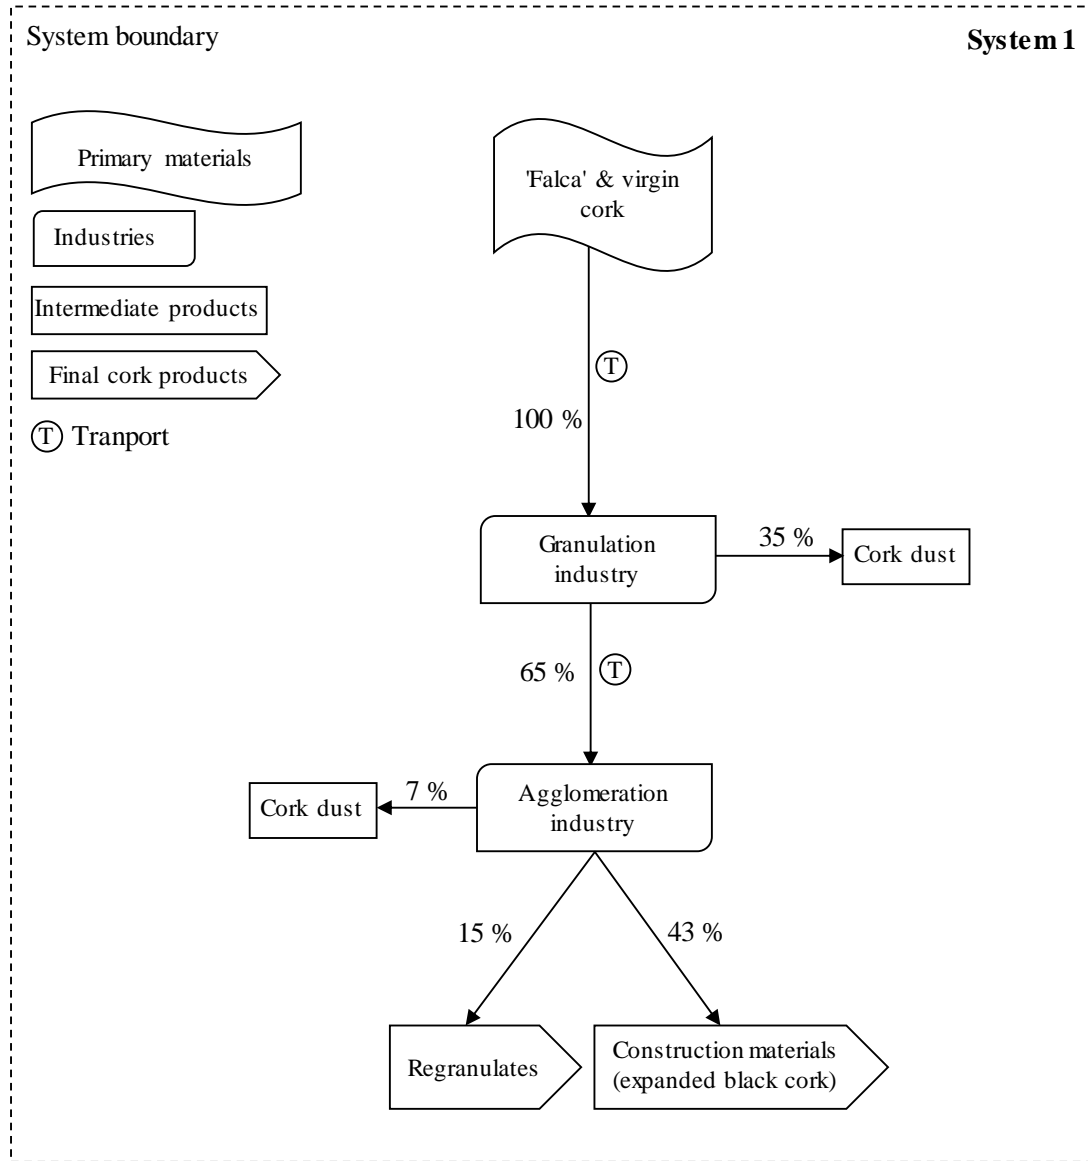 System boundary
System 1
Primary materials
'Falca' & virgin
cork
Industries
Intermediate products
Final cork products
T
T Tranport
100 %
Granulation
industry
35 %
Cork dust
65 %
T
Agglomeration
industry
7 %
Cork dust
15 %
43 %
Regranulates
Construction materials
(expanded black cork)